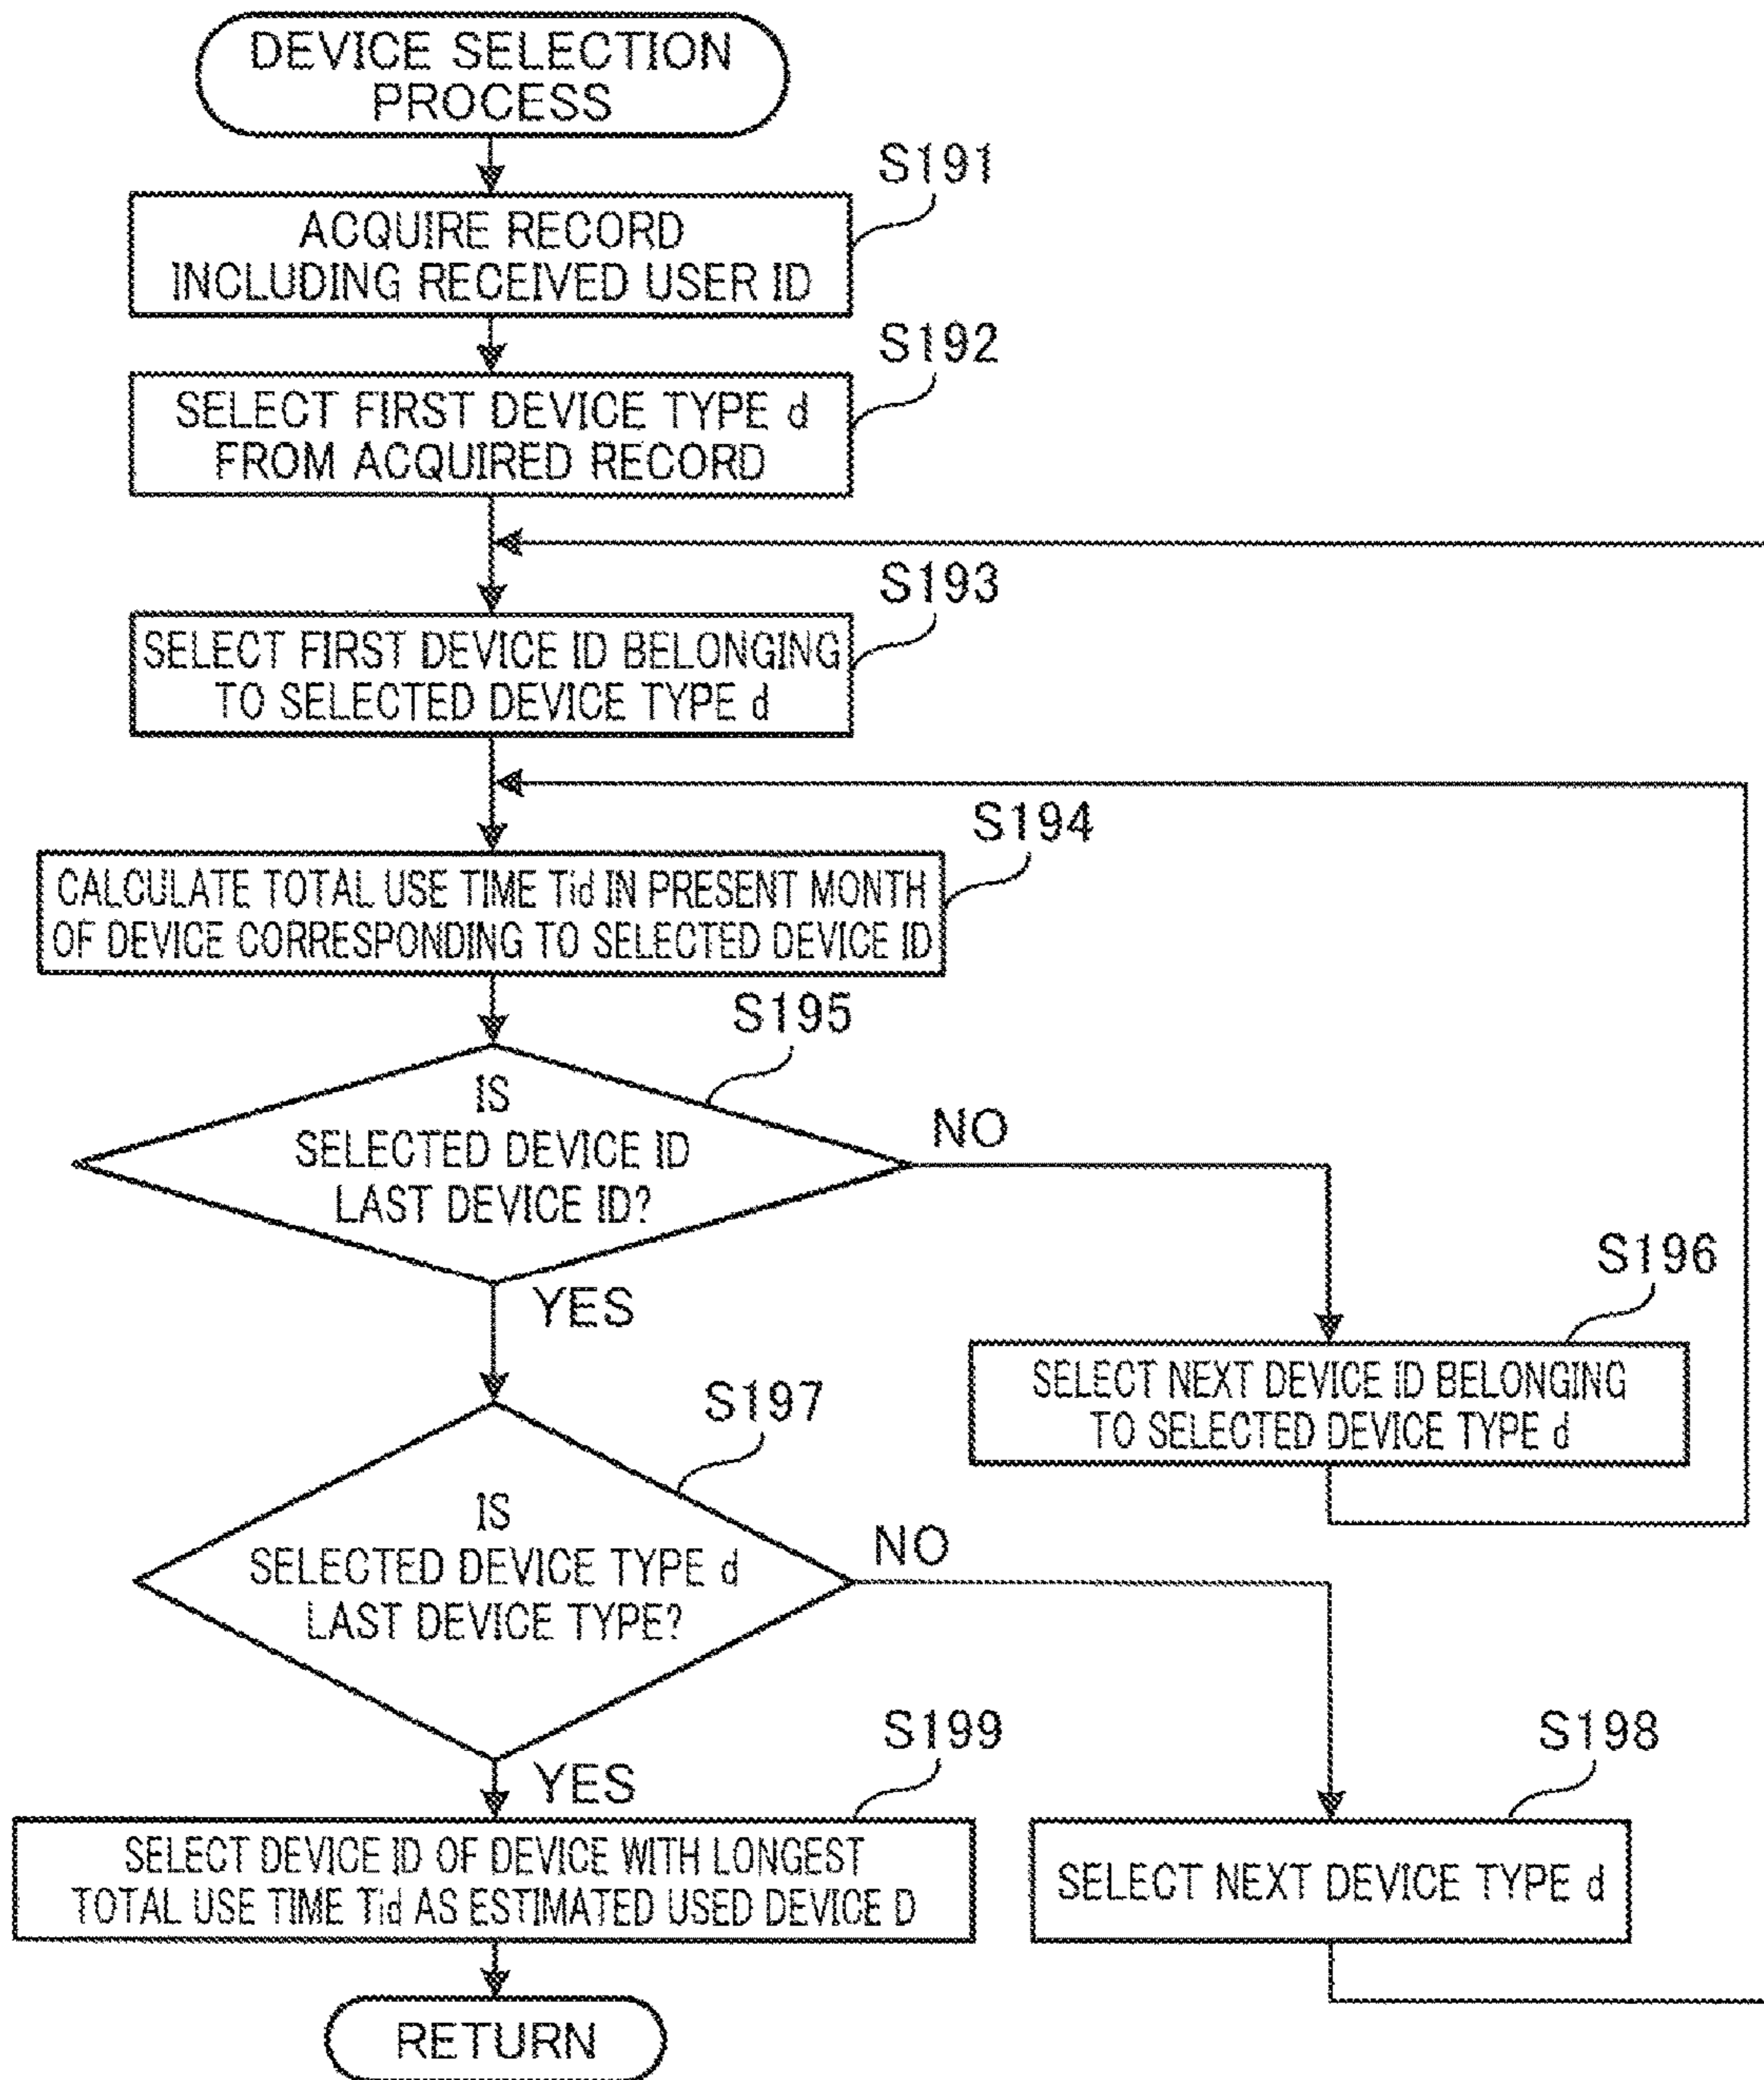 DEVICE SELECTION
PROCESS
S191
ACQUIRE RECORD
INCLUDING RECEIVED USER ID
S192
SELECT FIRST DEVICE TYPE d
FROM ACQUIRED RECORD
S193
SELECT FIRST DEVICE ID BELONGING
TO SELECTED DEVICE TYPE d
S194
CALCULATE TOTAL USE TIME Tid IN PRESENT MONTH
OF DEVICE CORRESPONDING TO SELECTED DEVICE ID
S195
IS
SELECTED DEVICE ID
LAST DEVICE ID?
NO
YES
S196
SELECT NEXT DEVICE ID BELONGING
TO SELECTED DEVICE TYPE d
S197
IS
SELECTED DEVICE TYPE d
LAST DEVICE TYPE?
NO
YES
S198
SELECT NEXT DEVICE TYPE d
S199
SELECT DEVICE ID OF DEVICE WITH LONGEST
TOTAL USE TIME Tid AS ESTIMATED USED DEVICE D
RETURN